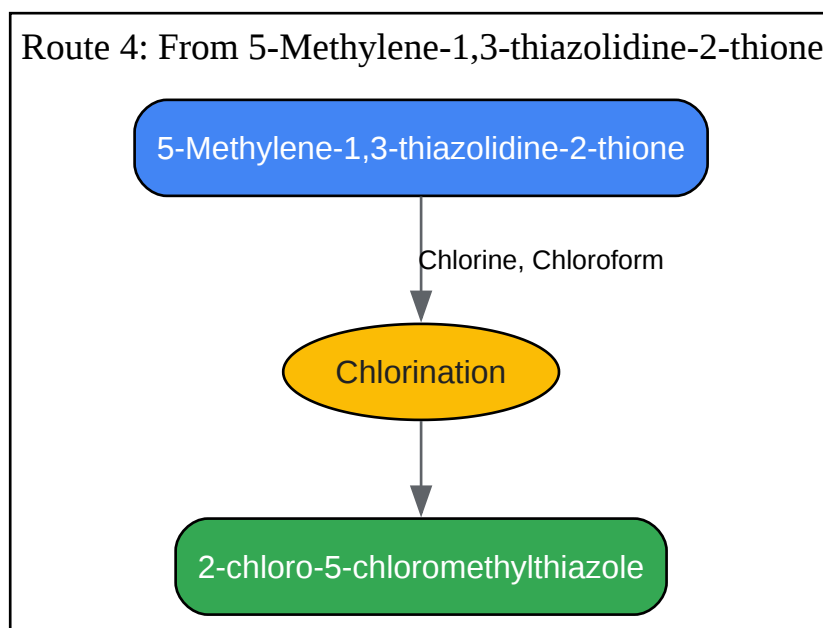 Route 4: From 5-Methylene-1,3-thiazolidine-2-thione
5-Methylene-1,3-thiazolidine-2-thione
Chlorine, Chloroform
Chlorination
2-chloro-5-chloromethylthiazole